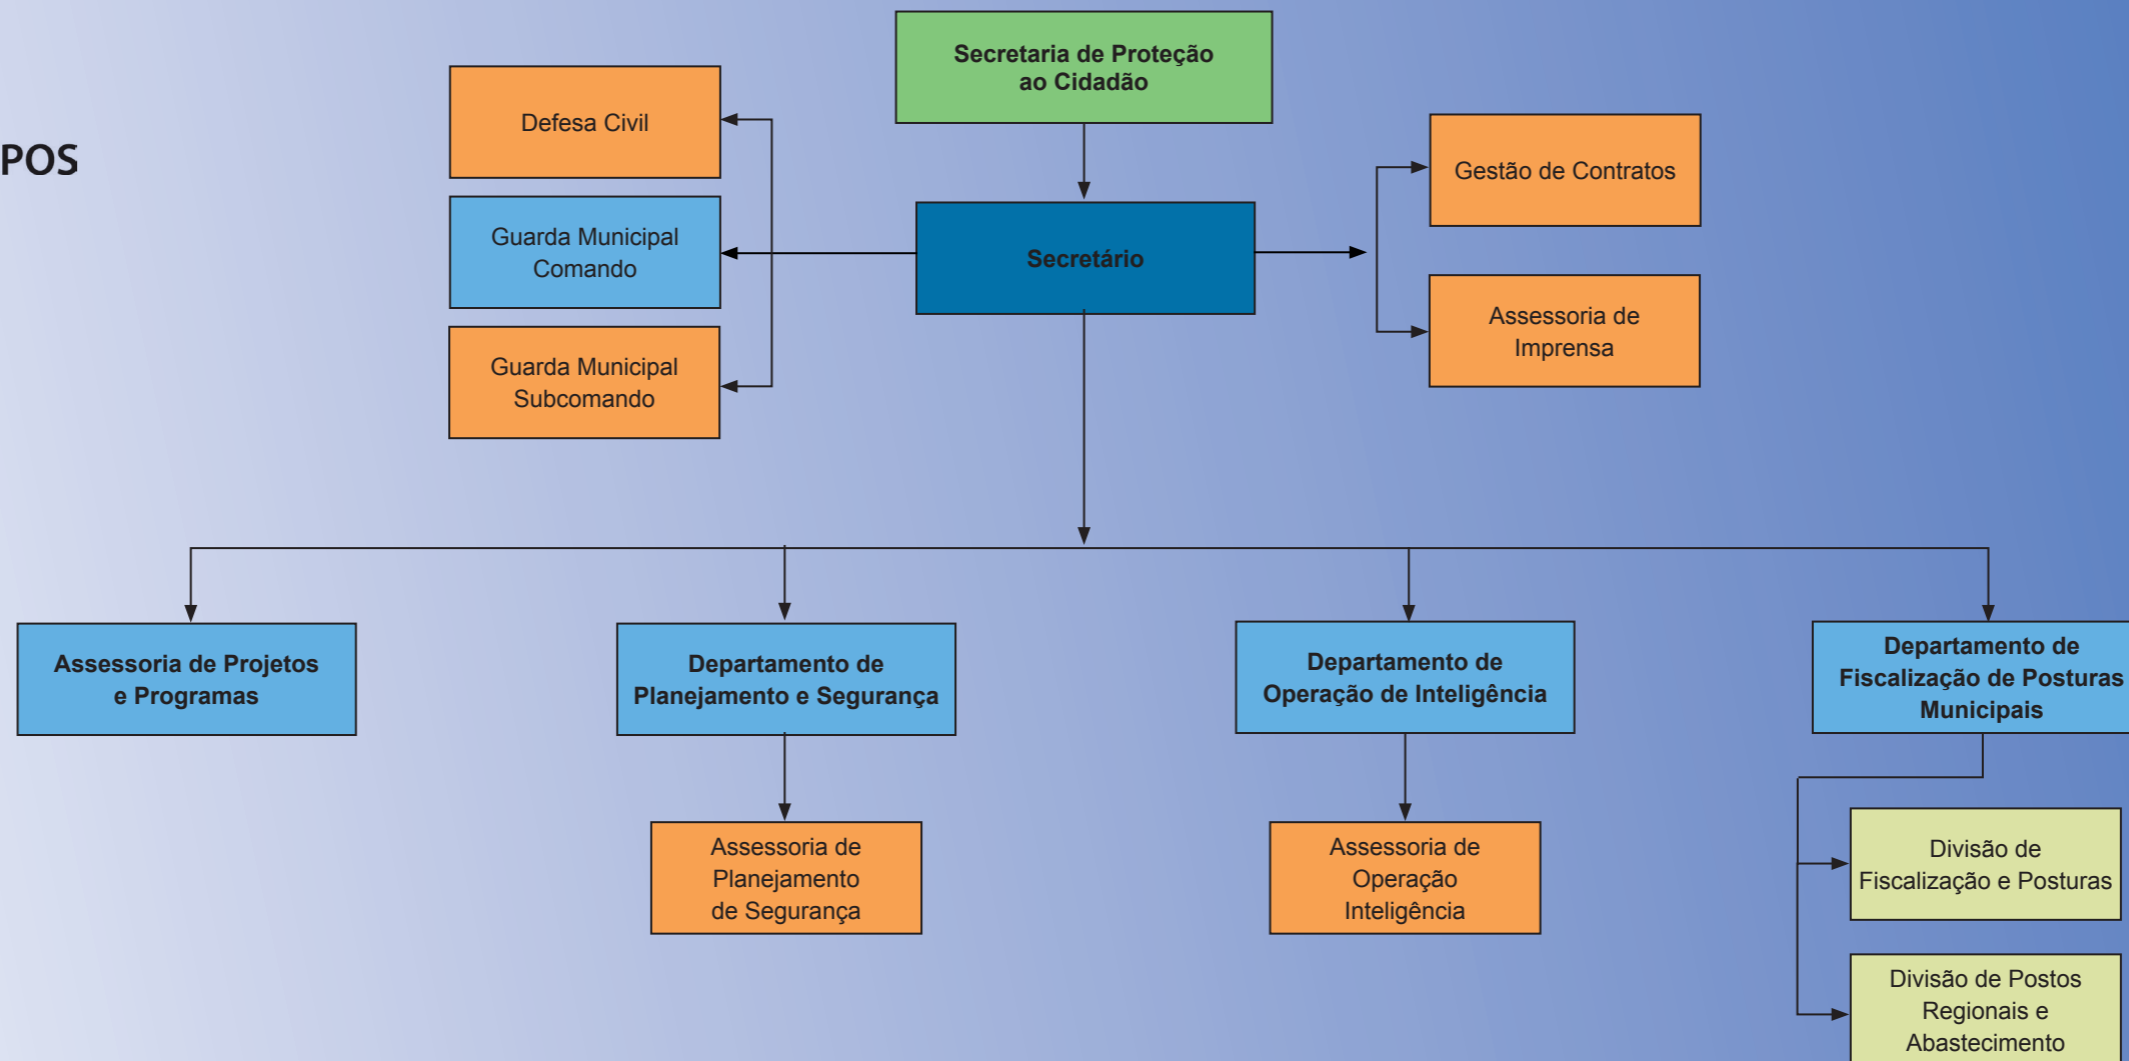 POS
Secretaria de Proteção
ao Cidadão
Defesa Civil
Guarda Municipal
Comando
Guarda Municipal
Subcomando
Secretário
Gestão de Contratos
Assessoria de
Imprensa
Assessoria de Projetos
e Programas
Departamento de
Planejamento e Segurança
Departamento de
Operação de Inteligência
Departamento de
Fiscalização de Posturas
Municipais
Assessoria de
Planejamento
de Segurança
Assessoria de
Operação
Inteligência
Divisão de
Fiscalização e Posturas
Divisão de Postos
Regionais e
Abastecimento